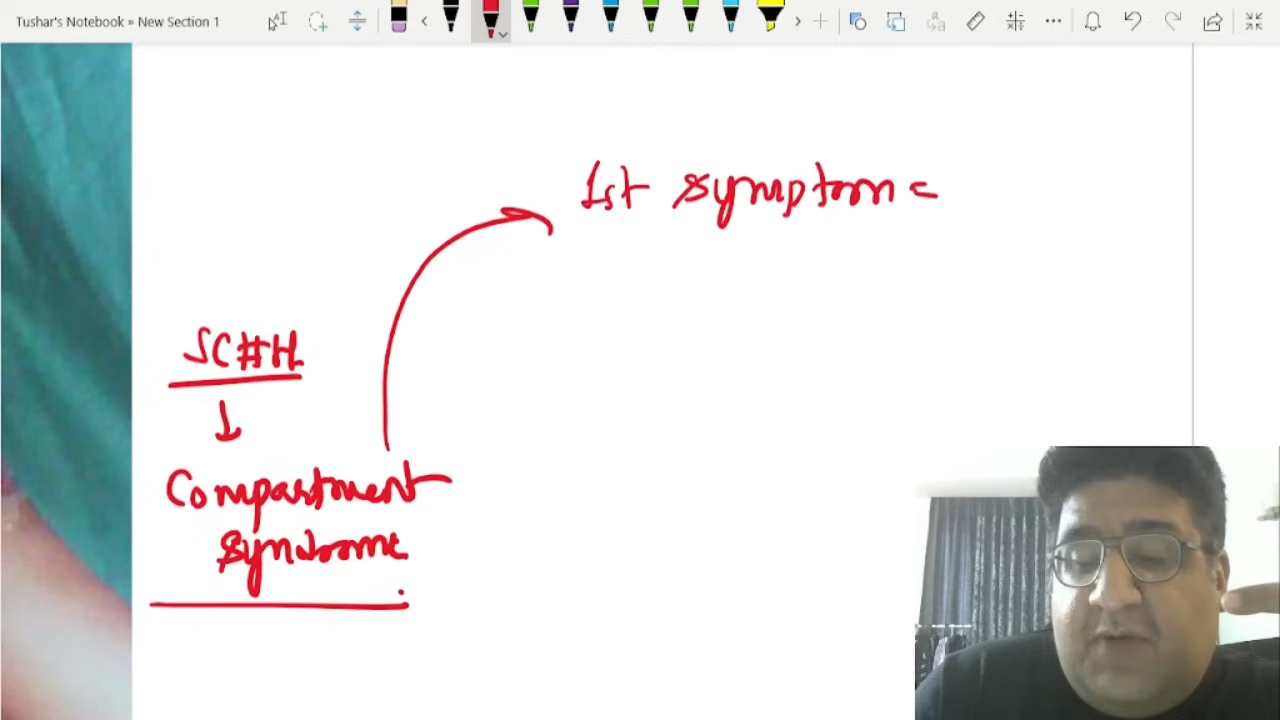 Tushar's Notebook » New Section 1
1st symptom =
SC#H
↓
Compartment
syndrome